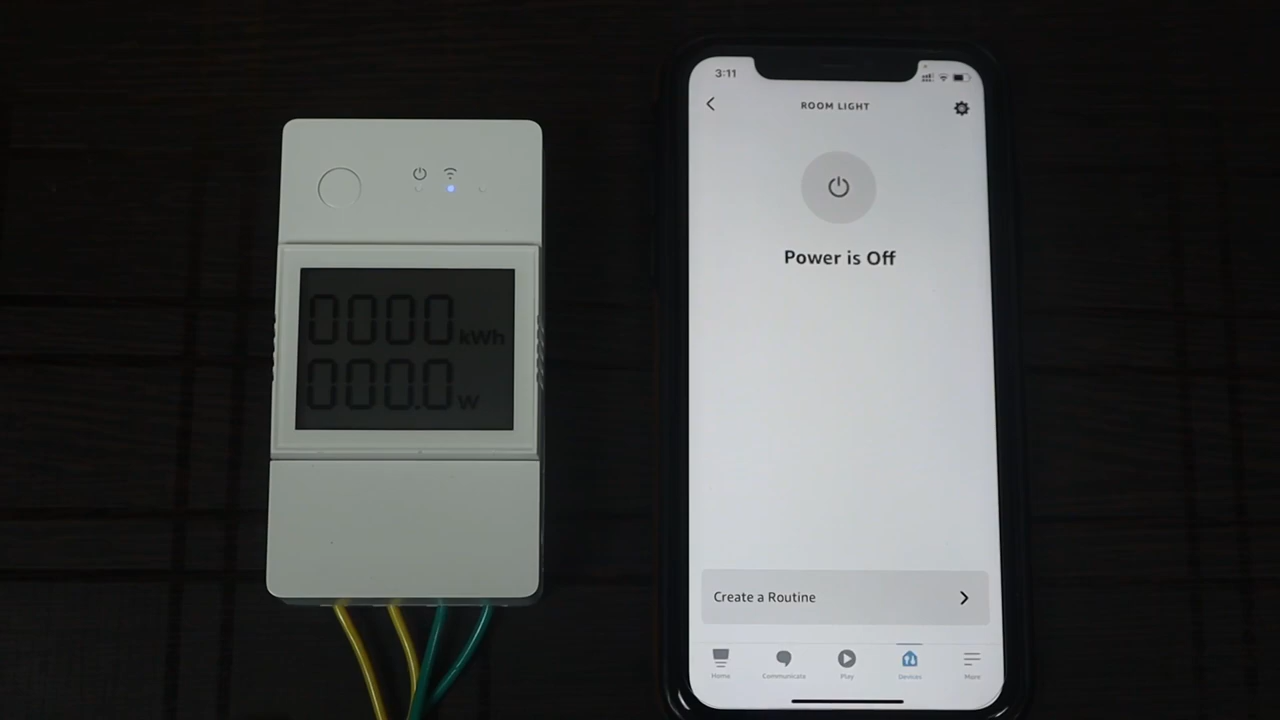 0000 kWh
000.0 W
3:11
ROOM LIGHT
Power is Off
Create a Routine
Home Communicate Play Devices More